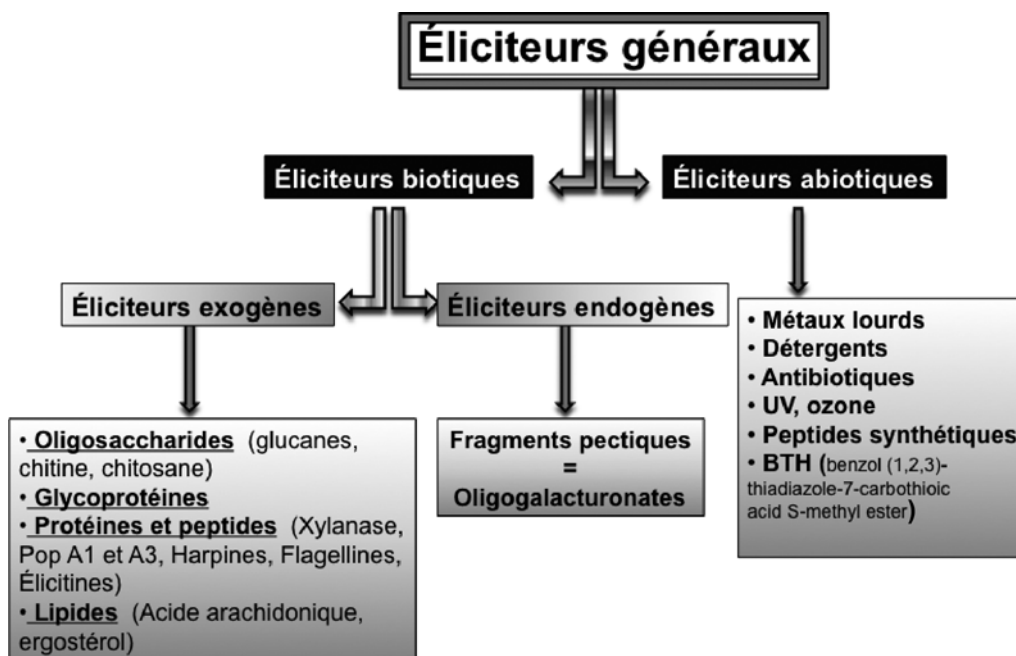 Éliciteurs généraux
Éliciteurs biotiques
Éliciteurs abiotiques
Éliciteurs exogènes
Éliciteurs endogènes
• Oligosaccharides (glucanes,
chitine, chitosane)
• Glycoprotéines
• Protéines et peptides (Xylanase,
Pop A1 et A3, Harpines, Flagellines,
Élicitines)
• Lipides (Acide arachidonique,
ergostérol)
Fragments pectiques
=
Oligogalacturonates
• Métaux lourds
• Détergents
• Antibiotiques
• UV, ozone
• Peptides synthétiques
• BTH (benzol (1,2,3)-
thiadiazole-7-carbothioic
acid S-methyl ester)